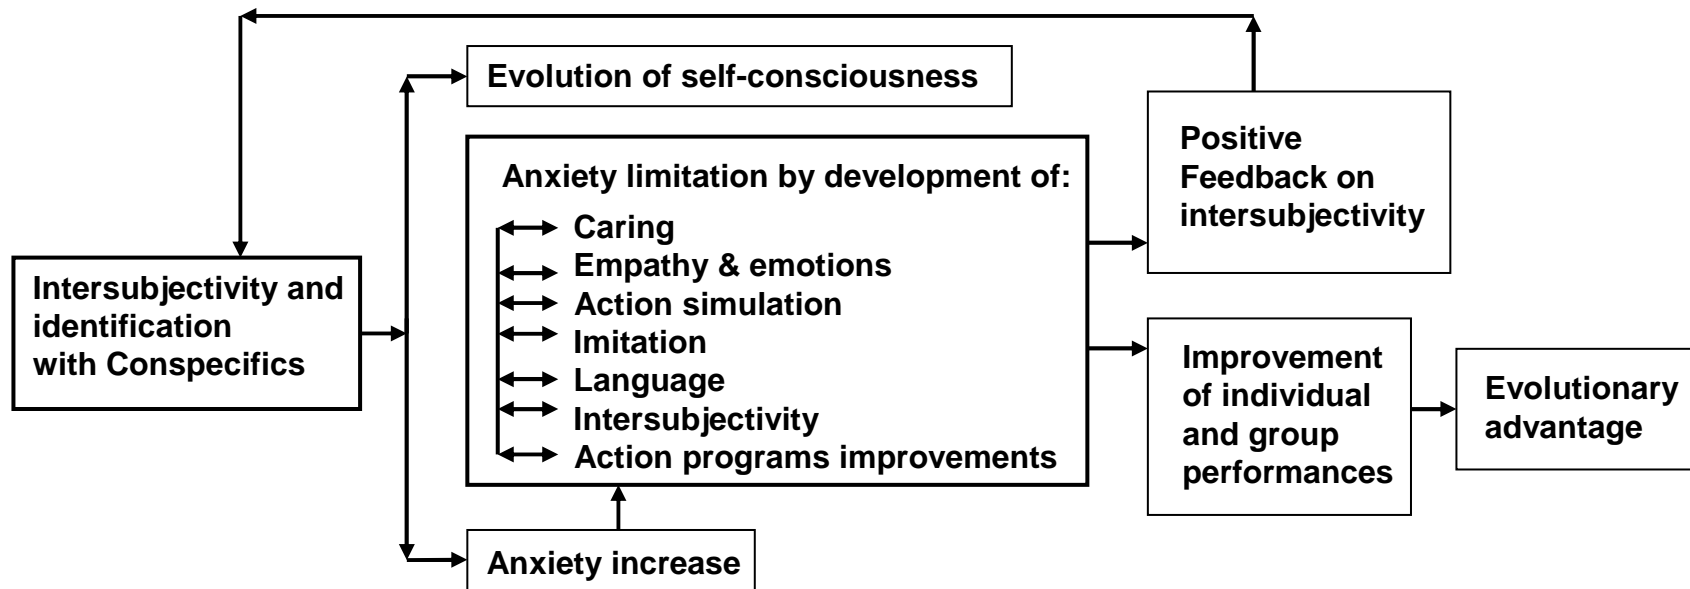 Evolution of self-consciousness
Anxiety limitation by development of:
Caring
Empathy & emotions
Action simulation
Imitation
Language
Intersubjectivity
Action programs improvements
Positive
Feedback on
intersubjectivity
Intersubjectivity and
identification
with Conspecifics
Improvement
of individual
and group
performances
Evolutionary
advantage
Anxiety increase